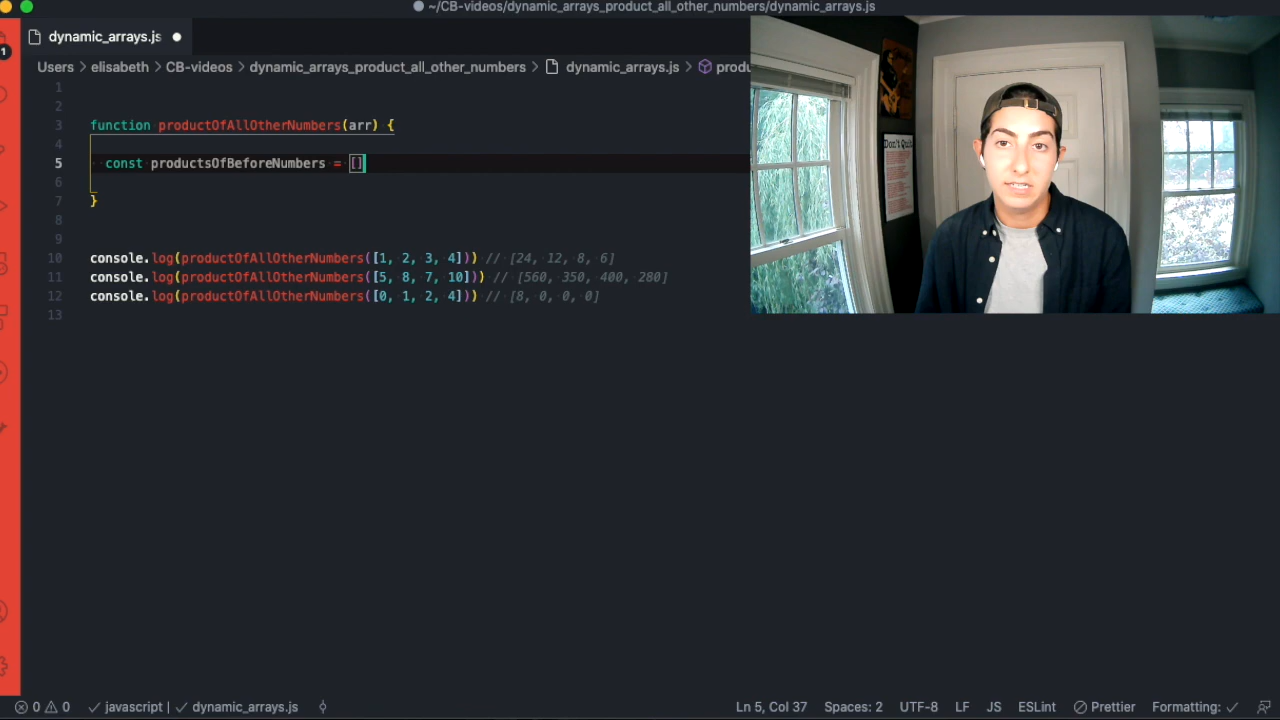 ~/CB-videos/dynamic_arrays_product_all_other_numbers/dynamic_arrays.js
1
dynamic_arrays.js
Users > elisabeth > CB-videos > dynamic_arrays_product_all_other_numbers > dynamic_arrays.js > produ
1
2
3 function productOfAllOtherNumbers(arr) {
4
5 const productsOfBeforeNumbers = []
6
7 }
8
9
10 console.log(productOfAllOtherNumbers([1, 2, 3, 4])) // [24, 12, 8, 6]
11 console.log(productOfAllOtherNumbers([5, 8, 7, 10])) // [560, 350, 400, 280]
12 console.log(productOfAllOtherNumbers([0, 1, 2, 4])) // [8, 0, 0, 0]
13
Don't Quit
0 0 javascript | dynamic_arrays.js Ln 5, Col 37 Spaces: 2 UTF-8 LF JS ESLint Prettier Formatting: ✓